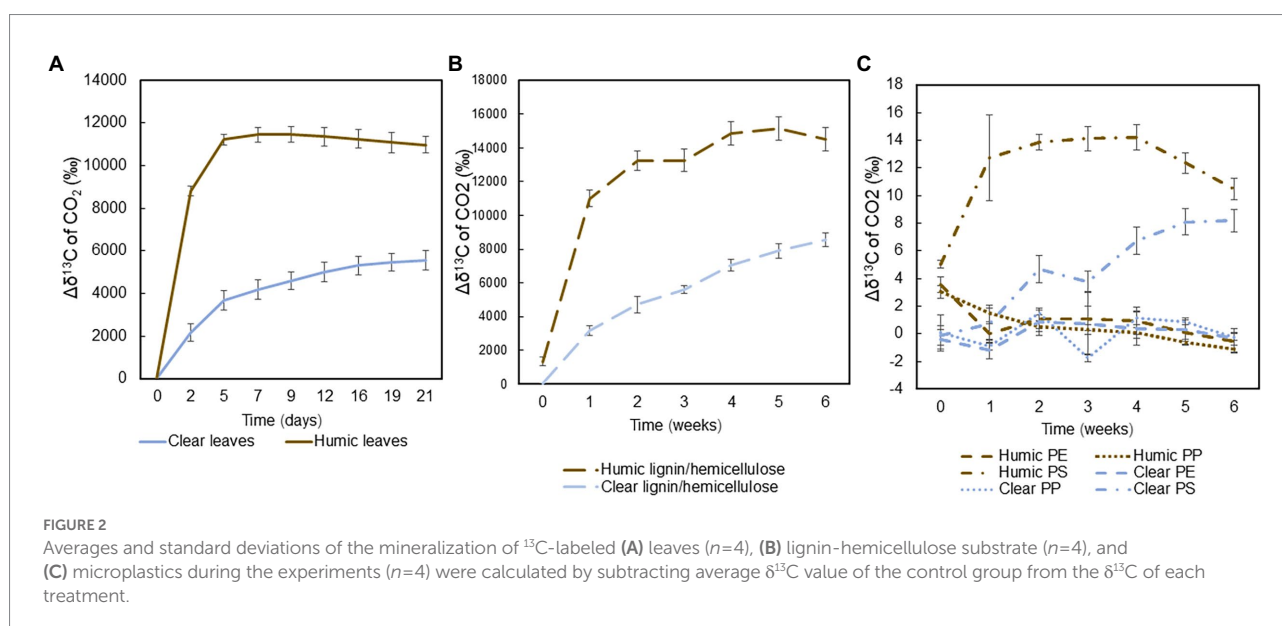 A
14000
12000
10000
8000
6000
4000
2000
0
Δδ¹³C of CO₂ (‰)
0 2 5 7 9 12 16 19 21
Time (days)
Clear leaves Humic leaves
B
18000
16000
14000
12000
10000
8000
6000
4000
2000
0
Δδ¹³C of CO2 (‰)
0 1 2 3 4 5 6
Time (weeks)
Humic lignin/hemicellulose
Clear lignin/hemicellulose
C
18
16
14
12
10
8
6
4
2
0
-2
-4
Δδ¹³C of CO2 (‰)
0 1 2 3 4 5 6
Time (weeks)
Humic PE Humic PP
Humic PS Clear PE
Clear PP Clear PS
FIGURE 2
Averages and standard deviations of the mineralization of ¹³C-labeled (A) leaves (n=4), (B) lignin-hemicellulose substrate (n=4), and
(C) microplastics during the experiments (n=4) were calculated by subtracting average δ¹³C value of the control group from the δ¹³C of each
treatment.